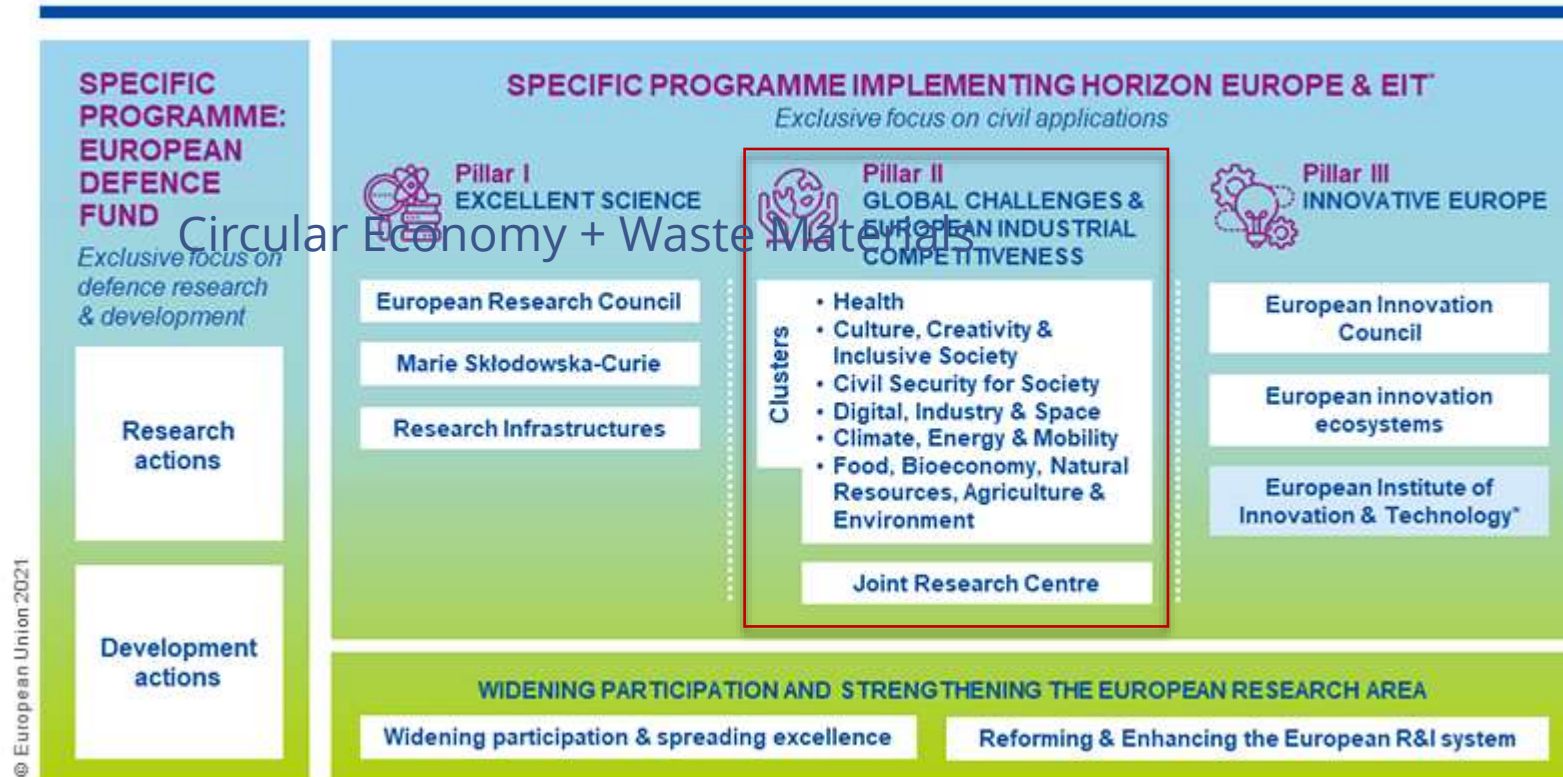 SPECIFIC
PROGRAMME:
EUROPEAN
DEFENCE
FUND
Exclusive focus on
defence research
& development
Research
actions
Development
actions
© European Union 2021
SPECIFIC PROGRAMME IMPLEMENTING HORIZON EUROPE & EIT*
Exclusive focus on civil applications
Circular Economy + Waste Materials
Pillar I
EXCELLENT SCIENCE
European Research Council
Marie Skłodowska-Curie
Research Infrastructures
Pillar II
GLOBAL CHALLENGES &
EUROPEAN INDUSTRIAL
COMPETITIVENESS
Clusters
• Health
• Culture, Creativity &
Inclusive Society
• Civil Security for Society
• Digital, Industry & Space
• Climate, Energy & Mobility
• Food, Bioeconomy, Natural
Resources, Agriculture &
Environment
Joint Research Centre
Pillar III
INNOVATIVE EUROPE
European Innovation
Council
European innovation
ecosystems
European Institute of
Innovation & Technology*
WIDENING PARTICIPATION AND STRENGTHENING THE EUROPEAN RESEARCH AREA
Widening participation & spreading excellence
Reforming & Enhancing the European R&I system